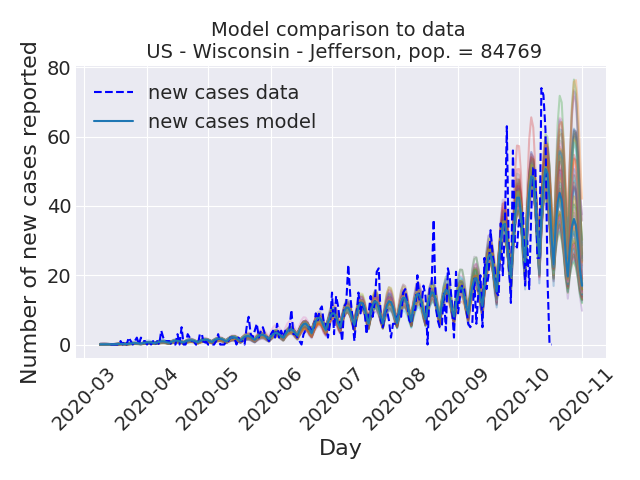 Model comparison to data
US - Wisconsin - Jefferson, pop. = 84769
Number of new cases reported
80
60
40
20
0
new cases data
new cases model
2020-03
2020-04
2020-05
2020-06
2020-07
2020-08
2020-09
2020-10
2020-11
Day